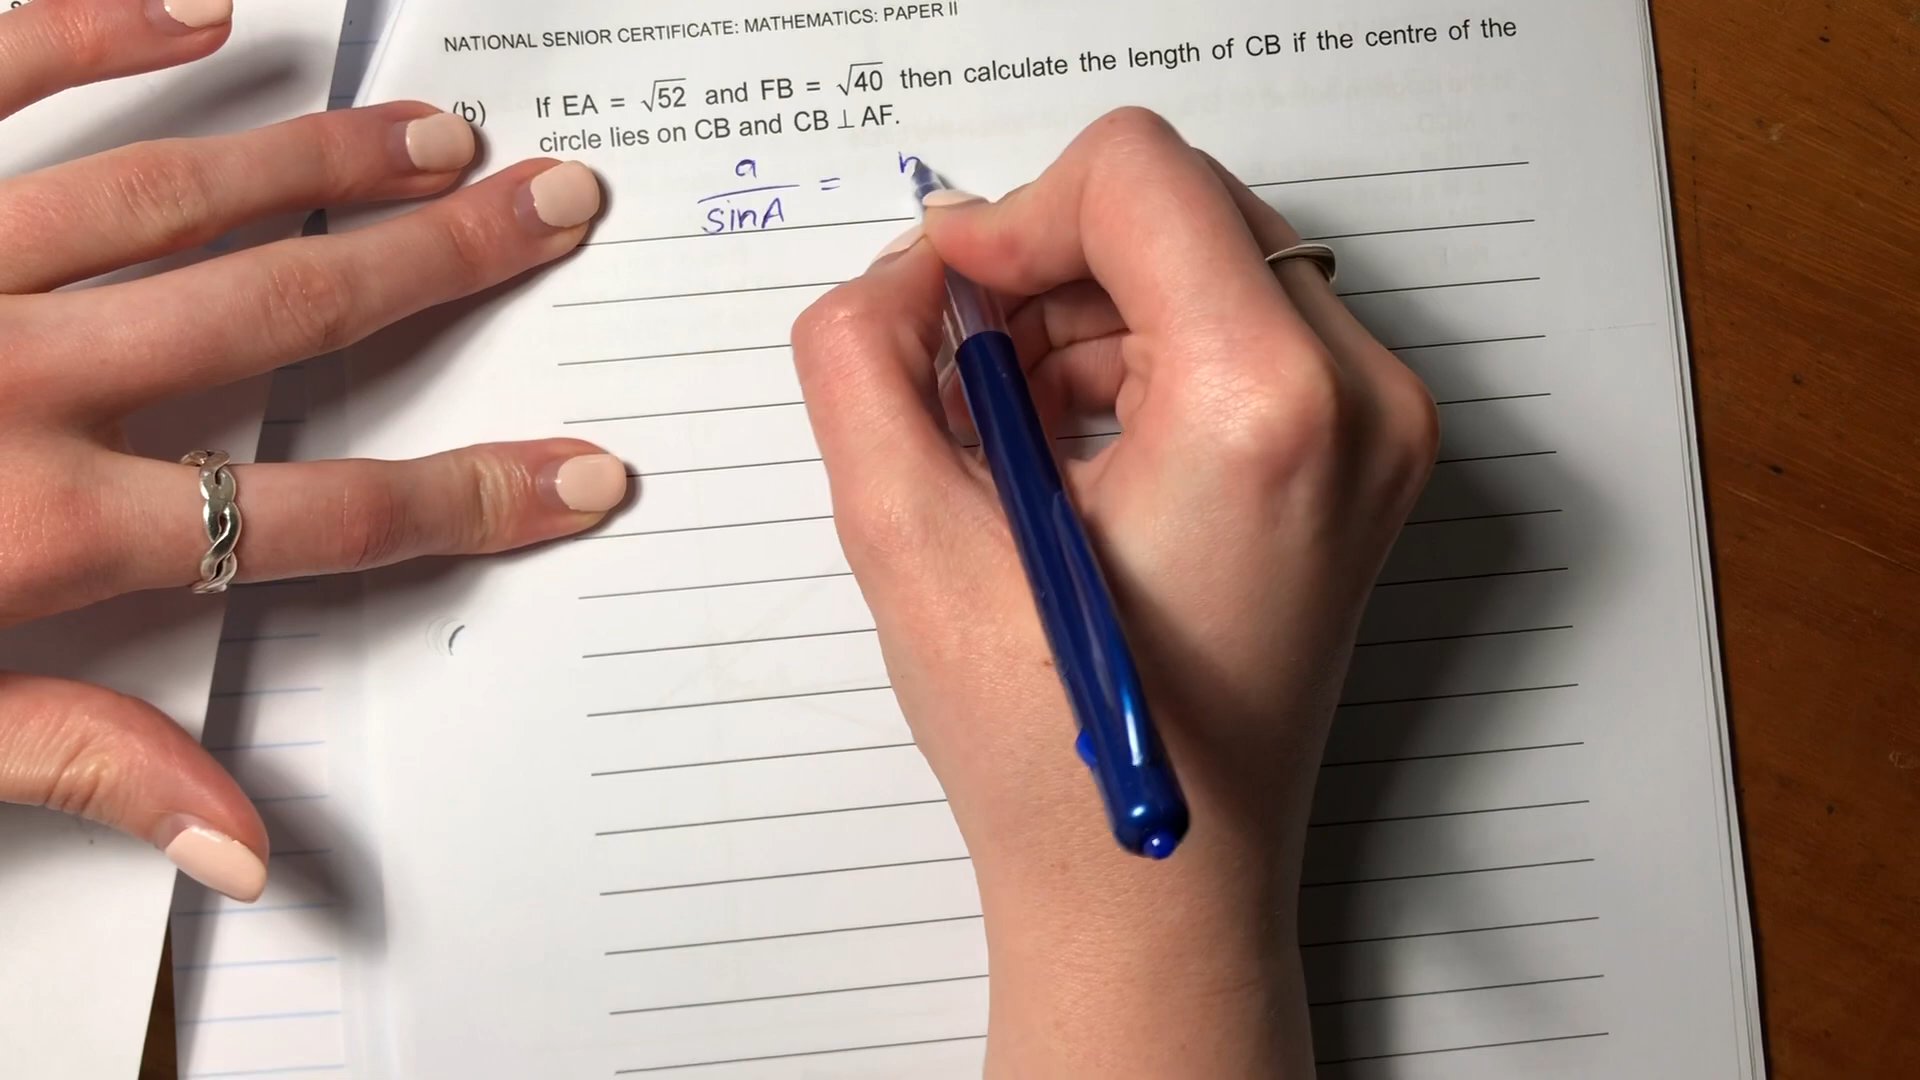 NATIONAL SENIOR CERTIFICATE: MATHEMATICS: PAPER II
(b) If EA = √52 and FB = √40 then calculate the length of CB if the centre of the
circle lies on CB and CB ⊥ AF.
a
=
sinA